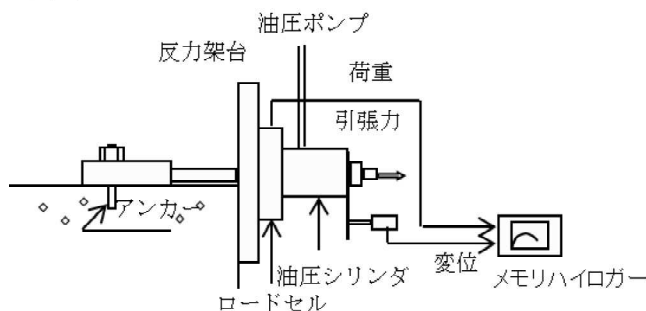 油圧ポンプ
反力架台
荷重
引張力
アンカー
油圧シリンダ
変位
メモリハイロガー
ロードセル